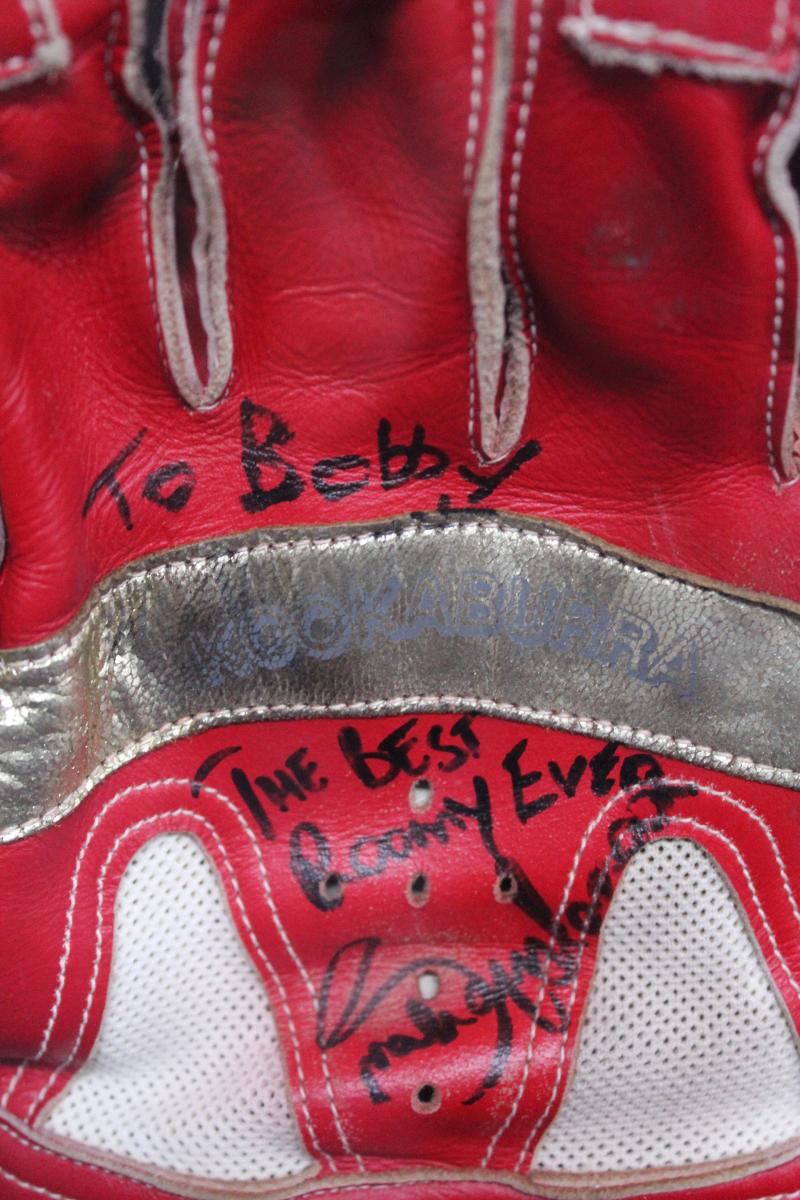 To Bobby
KOOKABURRA
THE BEST
Roomy EVER